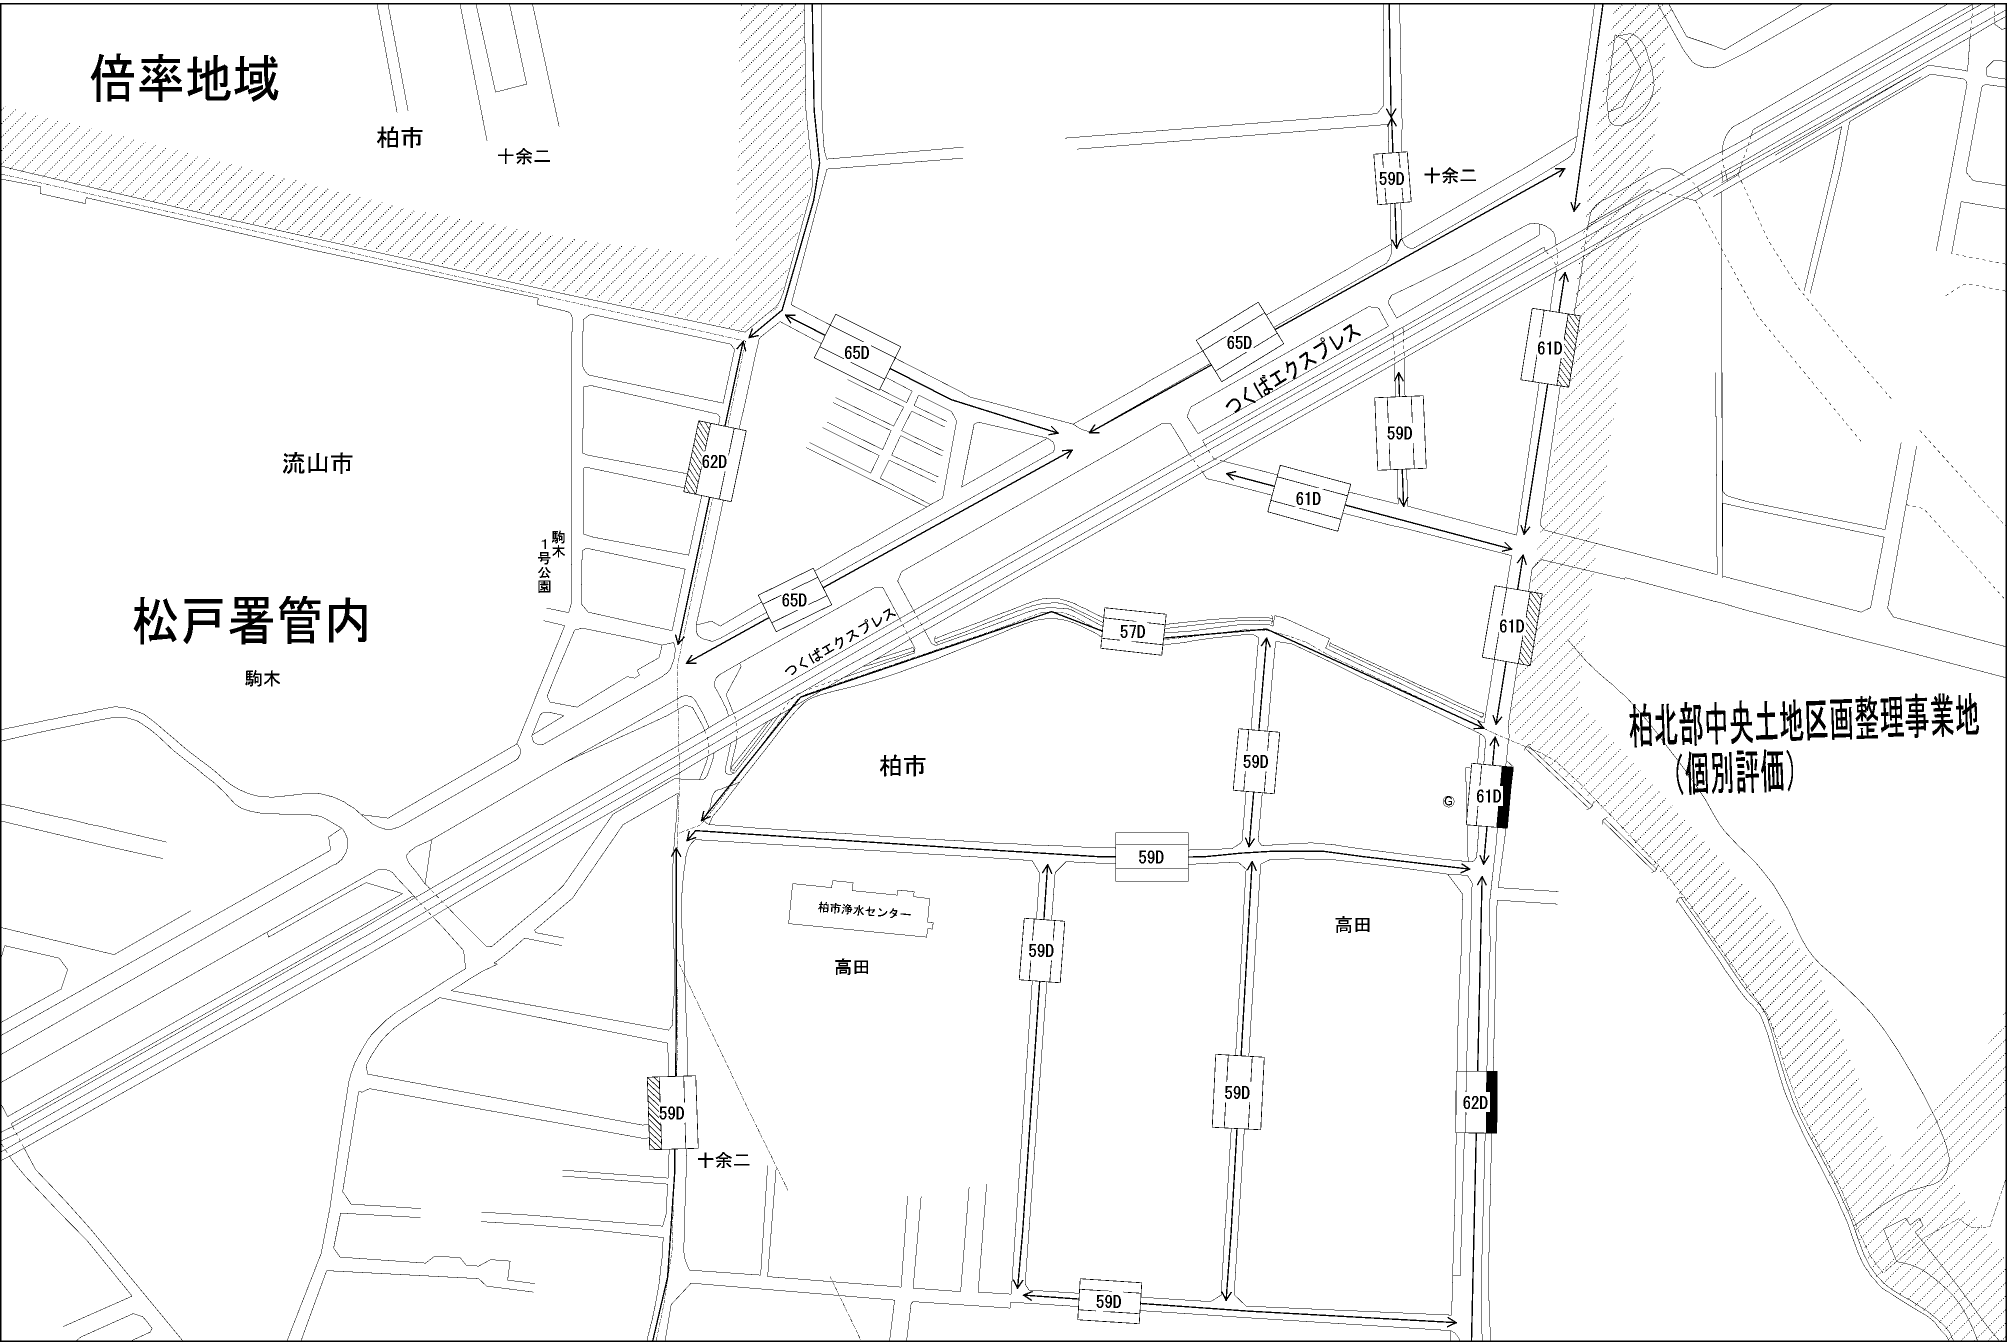 倍率地域
柏市
十余二
59D
十余二
65D
65D
つくばエクスプレス
61D
59D
62D
流山市
61D
駒木
1号公園
65D
つくばエクスプレス
57D
61D
松戸署管内
駒木
柏北部中央土地区画整理事業地
(個別評価)
柏市
59D
G
61D
59D
柏市浄水センター
高田
59D
高田
59D
59D
62D
十余二
59D